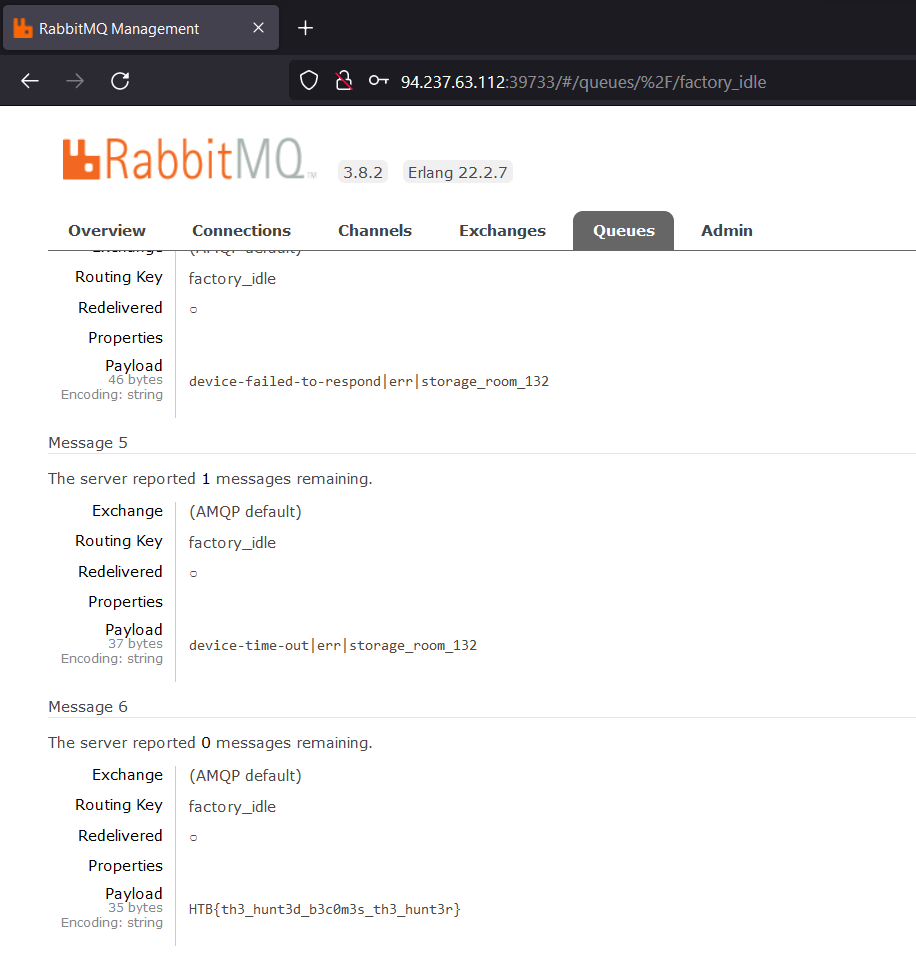 RabbitMQ Management
94.237.63.112:39733/#/queues/%2F/factory_idle
RabbitMQ™ 3.8.2 Erlang 22.2.7
Overview Connections Channels Exchanges Queues Admin
Exchange (AMQP default)
Routing Key factory_idle
Redelivered ○
Properties
Payload
46 bytes
Encoding: string
device-failed-to-respond|err|storage_room_132
Message 5
The server reported 1 messages remaining.
Exchange (AMQP default)
Routing Key factory_idle
Redelivered ○
Properties
Payload
37 bytes
Encoding: string
device-time-out|err|storage_room_132
Message 6
The server reported 0 messages remaining.
Exchange (AMQP default)
Routing Key factory_idle
Redelivered ○
Properties
Payload
35 bytes
Encoding: string
HTB{th3_hunt3d_b3c0m3s_th3_hunt3r}